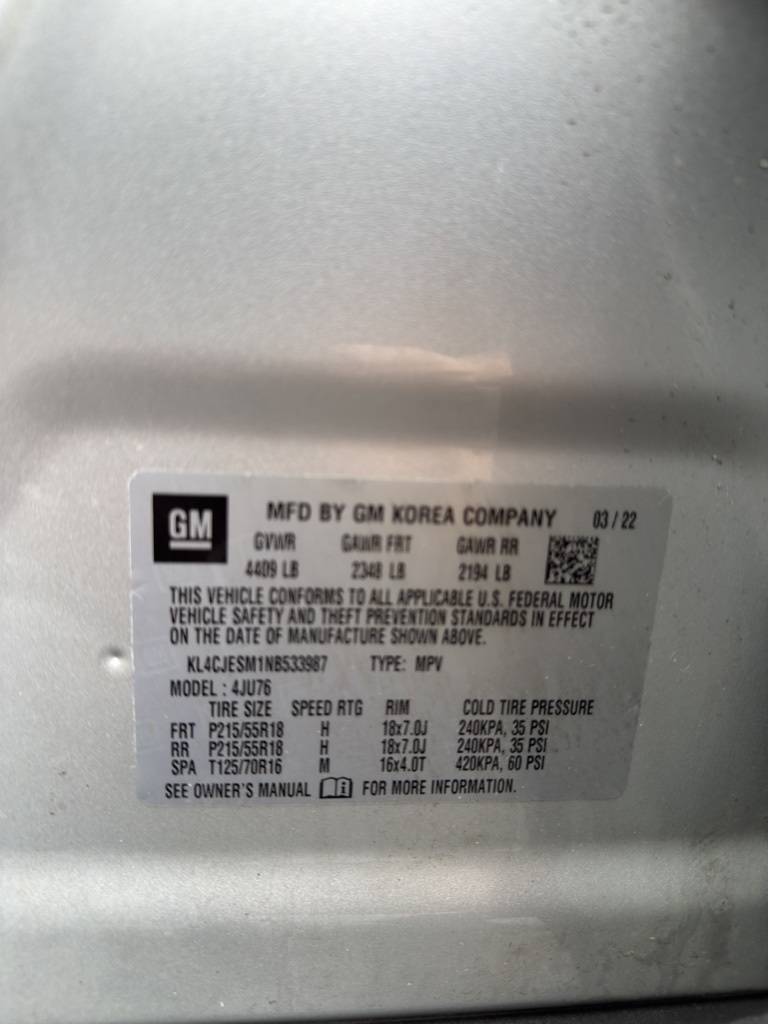 GM MFD BY GM KOREA COMPANY 03 / 22
GVWR GAWR FRT GAWR RR
4409 LB 2348 LB 2194 LB
THIS VEHICLE CONFORMS TO ALL APPLICABLE U.S. FEDERAL MOTOR
VEHICLE SAFETY AND THEFT PREVENTION STANDARDS IN EFFECT
ON THE DATE OF MANUFACTURE SHOWN ABOVE.
KL4CJESM1NB533987 TYPE: MPV
MODEL : 4JU76
TIRE SIZE SPEED RTG RIM COLD TIRE PRESSURE
FRT P215/55R18 H 18x7.0J 240KPA, 35 PSI
RR P215/55R18 H 18x7.0J 240KPA, 35 PSI
SPA T125/70R16 M 16x4.0T 420KPA, 60 PSI
SEE OWNER'S MANUAL FOR MORE INFORMATION.